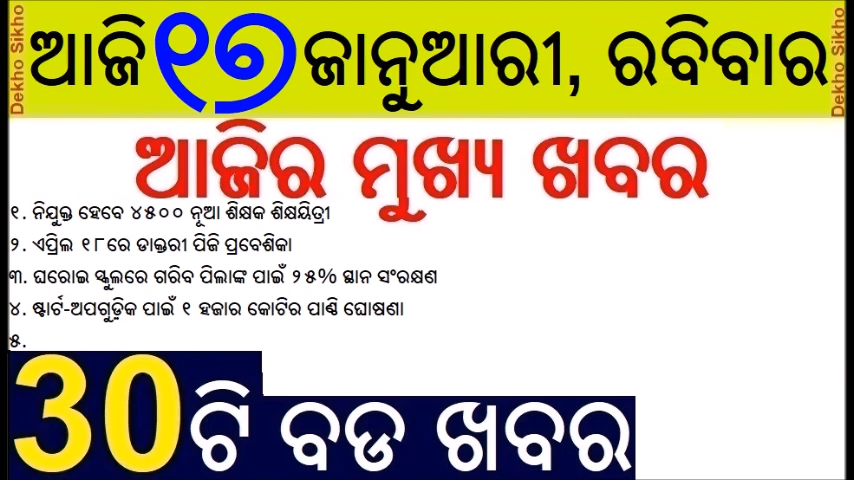 ଆଜି ୧୭ ଜାନୁଆରୀ, ରବିବାର
Dekho Sikho
Dekho Sikho
ଆଜିର ମୁଖ୍ୟ ଖବର
୧. ନିଯୁକ୍ତ ହେବେ ୪୫୦୦ ନୂଆ ଶିକ୍ଷକ ଶିକ୍ଷୟିତ୍ରୀ
୨. ଏପ୍ରିଲ ୧୮ରେ ଡାକ୍ତରୀ ପିଜି ପ୍ରବେଶିକା
୩. ଘରୋଇ ସ୍କୁଲରେ ଗରିବ ପିଲାଙ୍କ ପାଇଁ ୨୫% ସ୍ଥାନ ସଂରକ୍ଷଣ
୪. ଷ୍ଟାର୍ଟ-ଅପଗୁଡ଼ିକ ପାଇଁ ୧ ହଜାର କୋଟିର ପାଣ୍ଠି ଘୋଷଣା
୫.
30ଟି ବଡ ଖବର